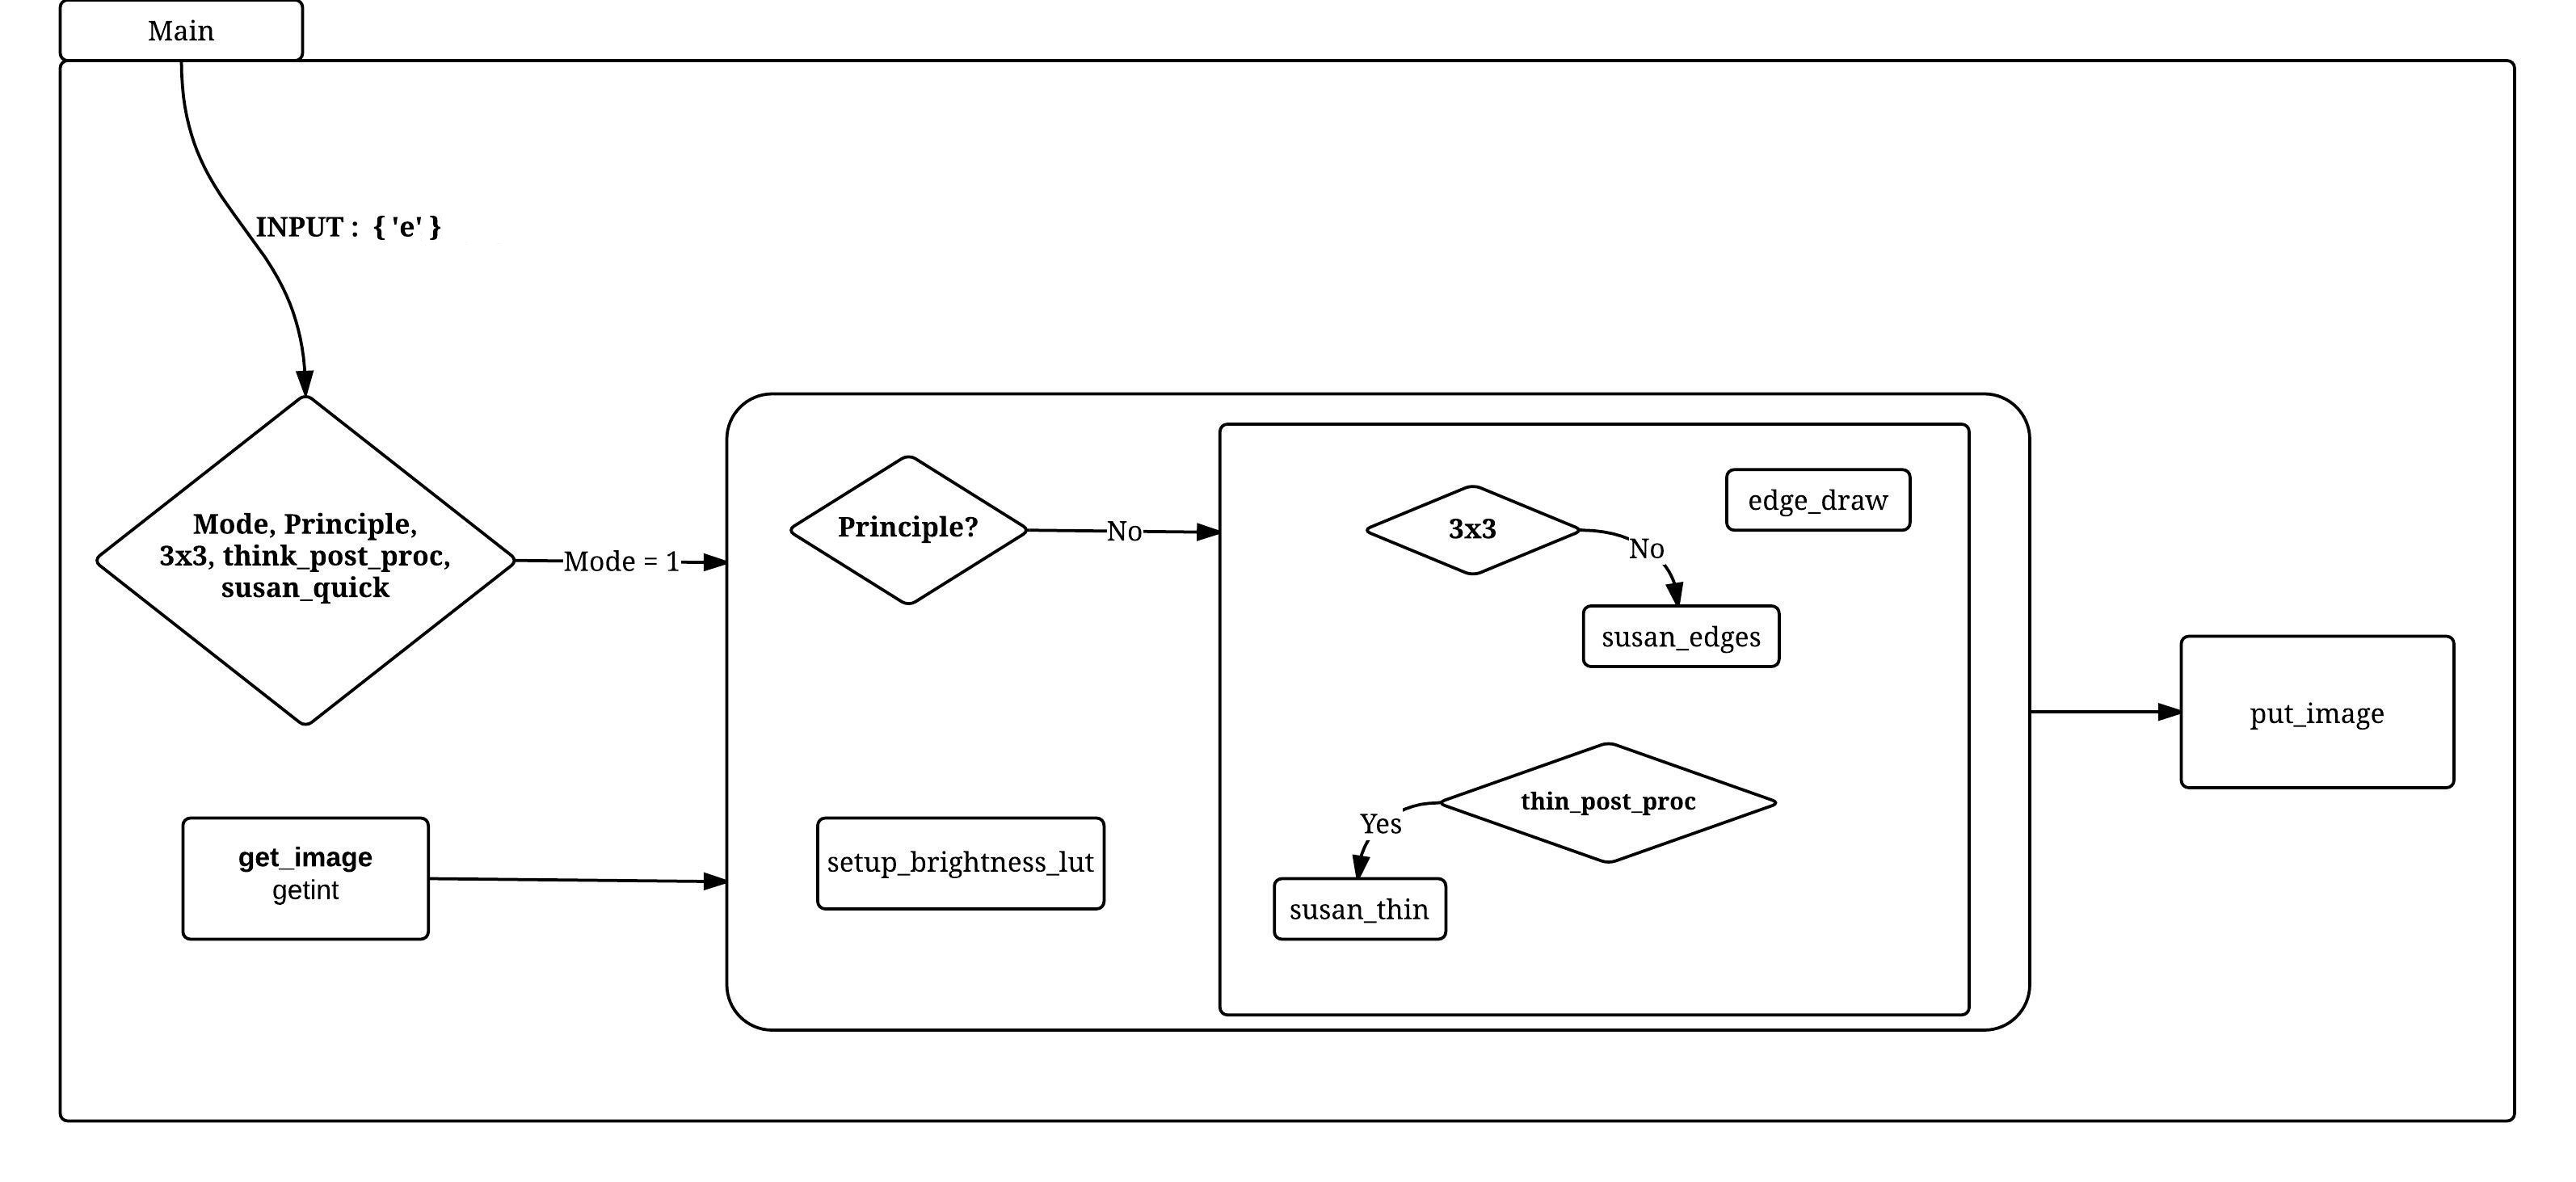 Main
INPUT :  { 'e' }
Mode, Principle,
3x3, think_post_proc,
susan_quick
Mode = 1
Principle?
No
3x3
No
edge_draw
susan_edges
put_image
thin_post_proc
Yes
susan_thin
get_image
getint
setup_brightness_lut